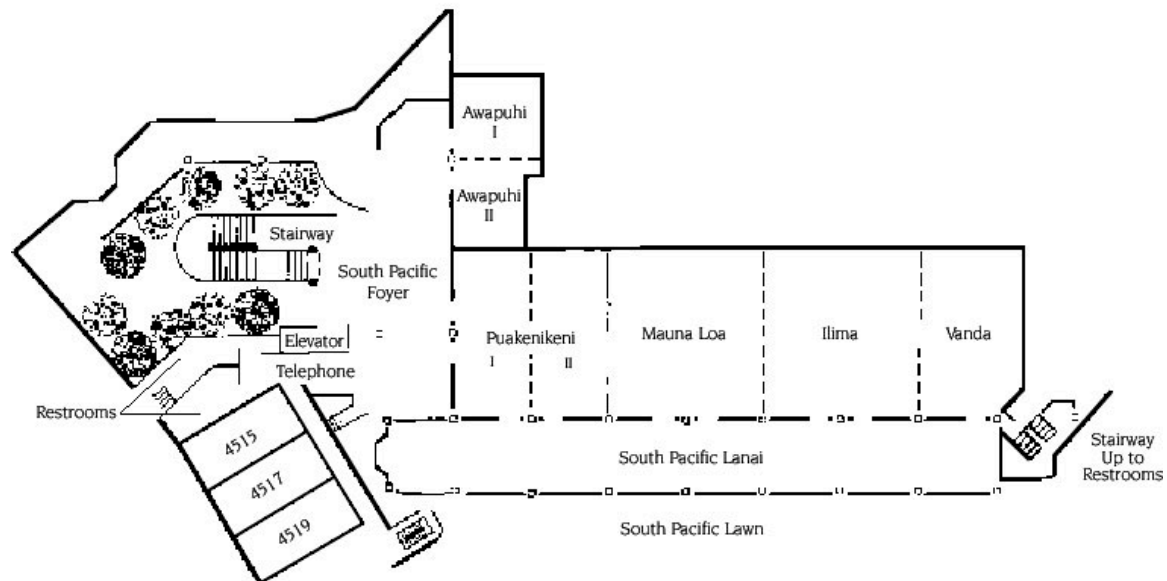 Awapuhi
I
Awapuhi
II
Stairway
South Pacific
Foyer
Puakenikeni
I II
Mauna Loa
Ilima
Vanda
Elevator
Telephone
Restrooms
4515
4517
4519
South Pacific Lanai
Stairway
Up to
Restrooms
South Pacific Lawn